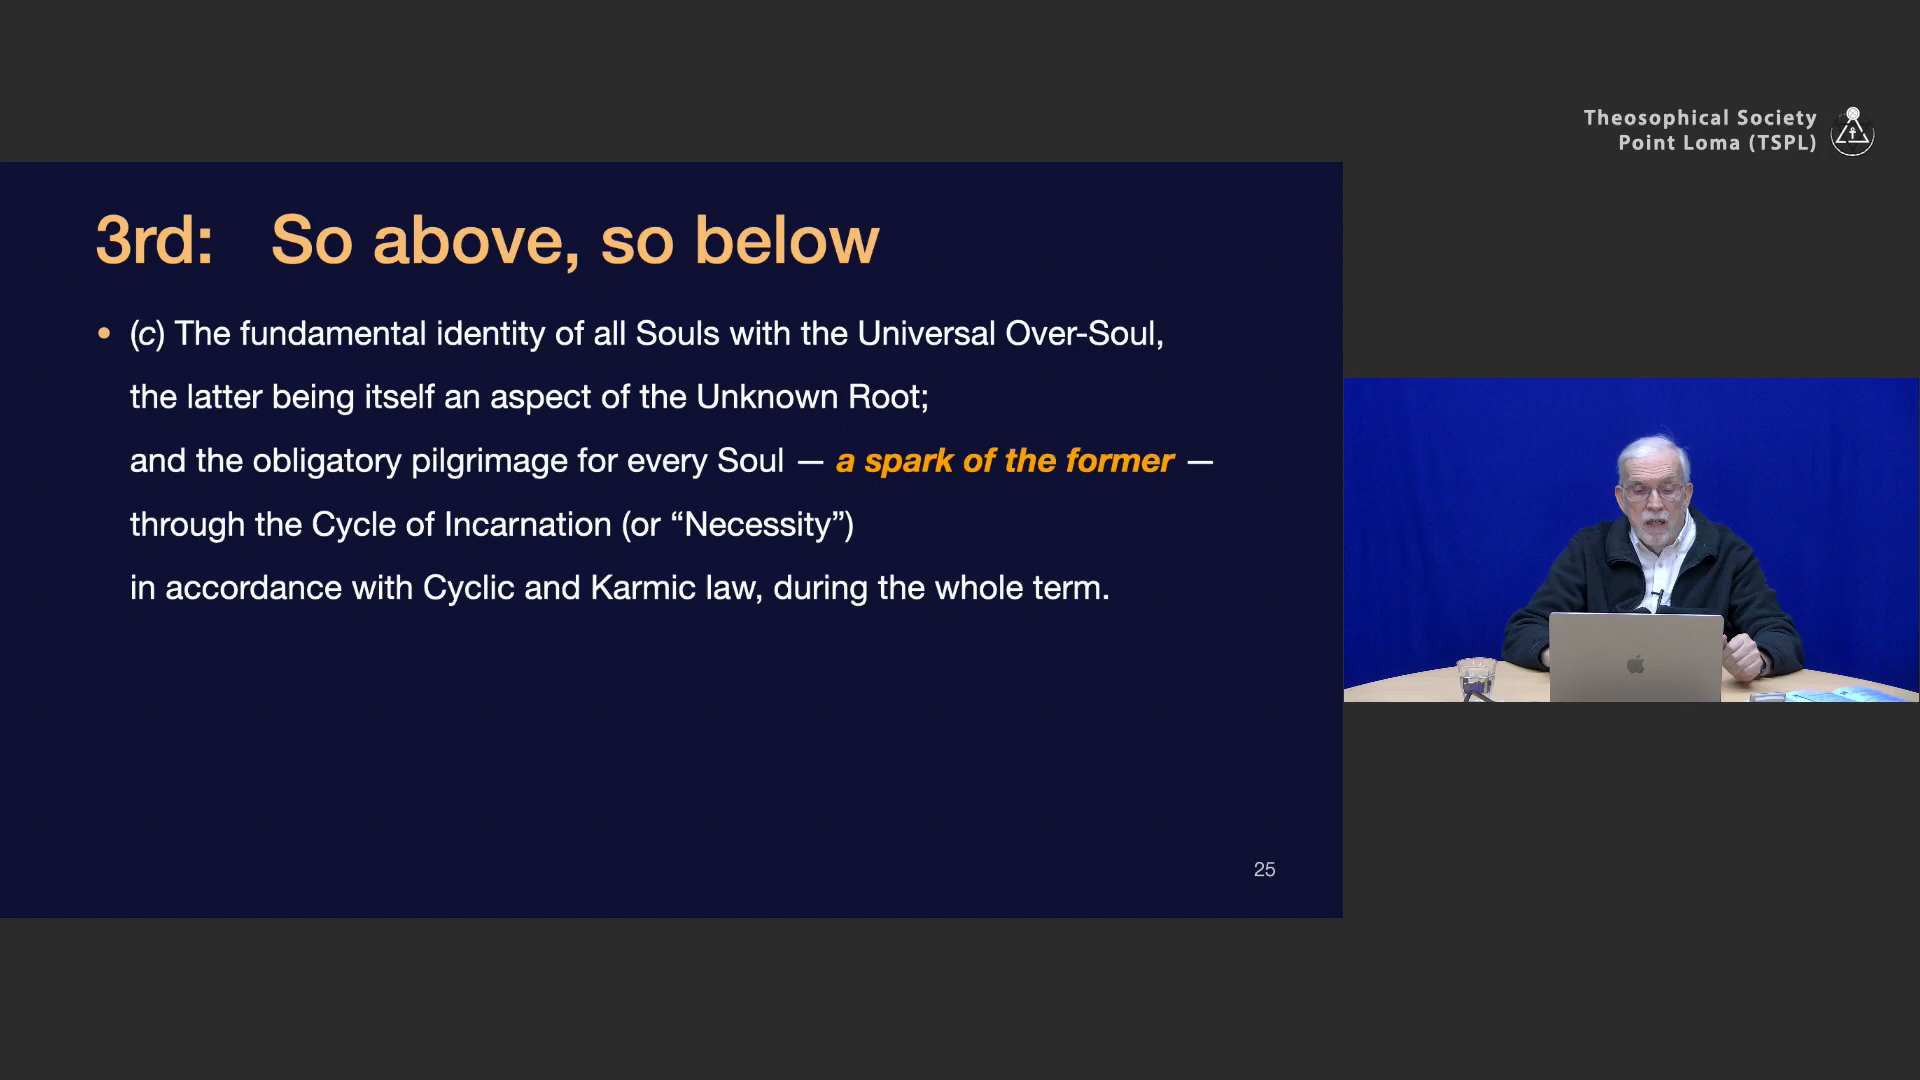 Theosophical Society
Point Loma (TSPL)
3rd: So above, so below
• (c) The fundamental identity of all Souls with the Universal Over-Soul,
the latter being itself an aspect of the Unknown Root;
and the obligatory pilgrimage for every Soul — a spark of the former —
through the Cycle of Incarnation (or “Necessity”)
in accordance with Cyclic and Karmic law, during the whole term.
25